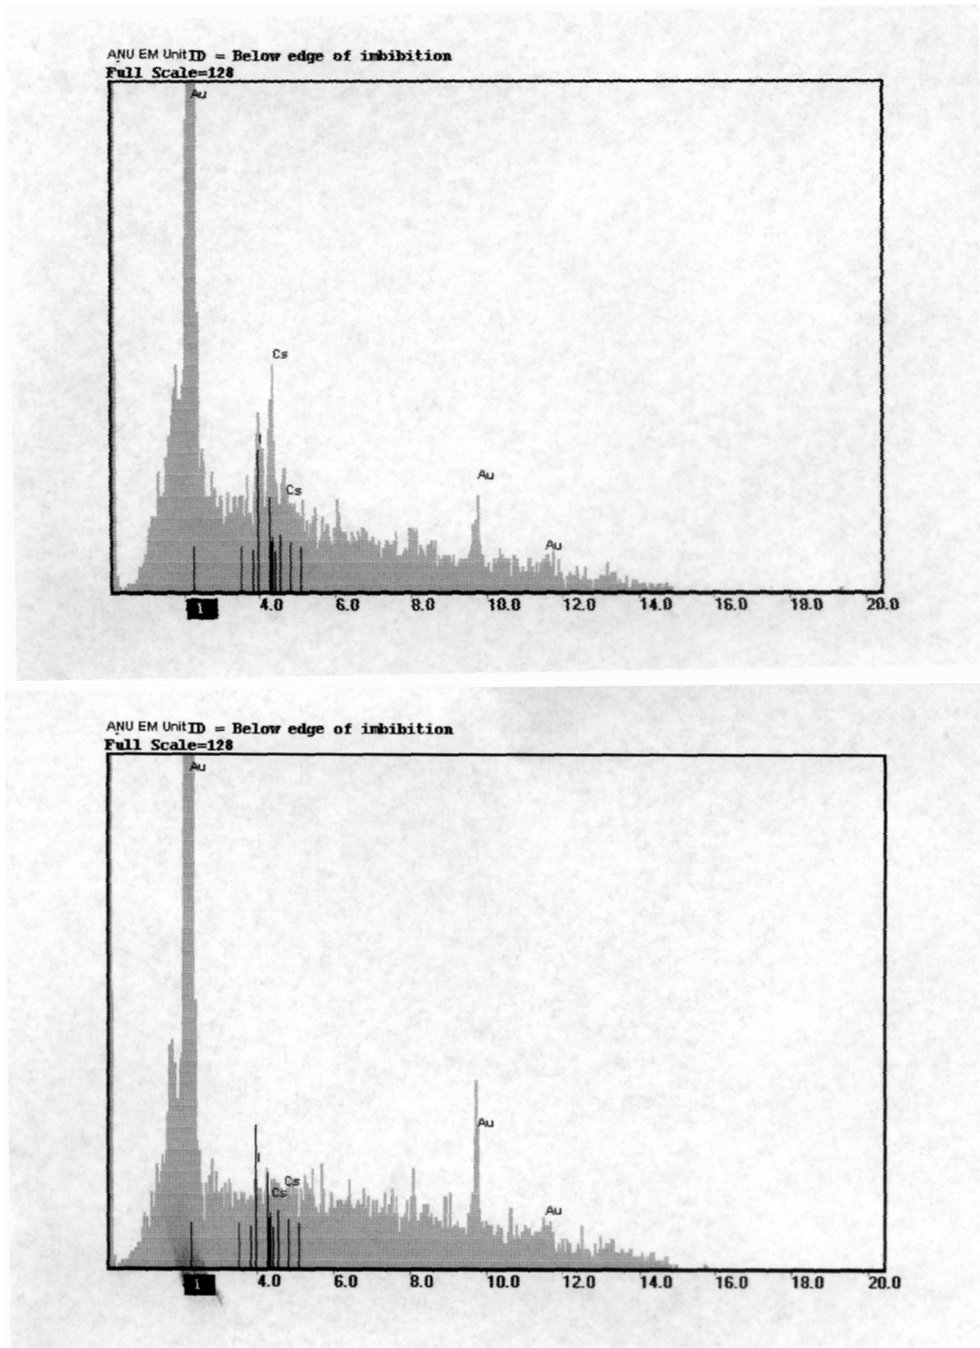 ANU EM Unit ID = Below edge of imbibition
Full Scale=128
Au
Cs
I
Cs
Au
Au
1 4.0 6.0 8.0 10.0 12.0 14.0 16.0 18.0 20.0
ANU EM Unit ID = Below edge of imbibition
Full Scale=128
Au
Au
I
Cs
Cs
Au
1 4.0 6.0 8.0 10.0 12.0 14.0 16.0 18.0 20.0